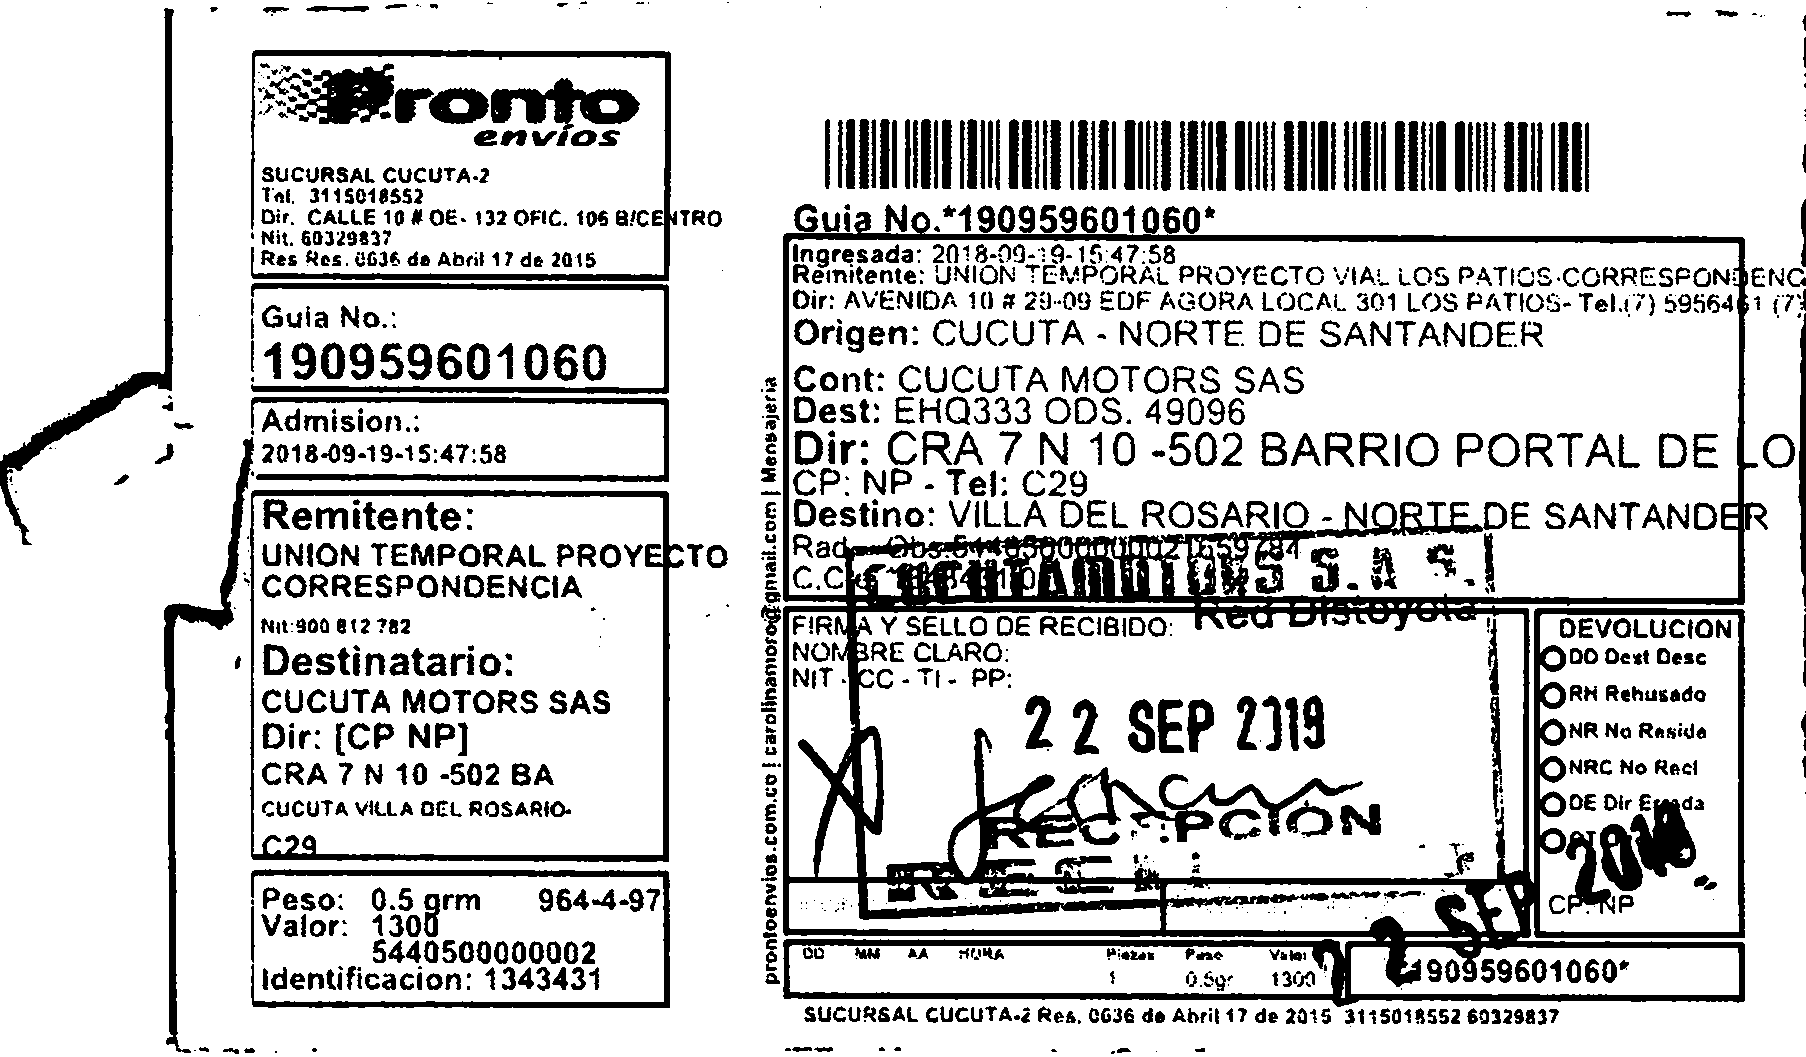 Pronto
envíos
SUCURSAL CUCUTA-2
Tel. 3115018552
Dir. CALLE 10 # OE- 132 OFIC. 106 B/CENTRO
Nit. 60329837
Res Res. 0636 de Abril 17 de 2015
Guia No.:
190959601060
Admision.:
2018-09-19-15:47:58
Remitente:
UNION TEMPORAL PROYECTO
CORRESPONDENCIA
Nit:900 812 782
Destinatario:
CUCUTA MOTORS SAS
Dir: [CP NP]
CRA 7 N 10 -502 BA
CUCUTA VILLA DEL ROSARIO-
C29
Peso: 0.5 grm 964-4-97
Valor: 1300
5440500000002
Identificacion: 1343431
prontoenvios.com.co | carolinamoro@gmail.com | Mensajeria
Guia No.*190959601060*
Ingresada: 2018-09-19-15:47:58
Remitente: UNION TEMPORAL PROYECTO VIAL LOS PATIOS-CORRESPONDENC
Dir: AVENIDA 10 # 29-09 EDF AGORA LOCAL 301 LOS PATIOS- Tel.(7) 5956461 (7)
Origen: CUCUTA - NORTE DE SANTANDER
Cont: CUCUTA MOTORS SAS
Dest: EHQ333 ODS. 49096
Dir: CRA 7 N 10 -502 BARRIO PORTAL DE LO
CP: NP - Tel: C29
Destino: VILLA DEL ROSARIO - NORTE DE SANTANDER
Rad
C.C
CUCUTAMOTORS S.A S.
Red Distoyota
FIRMA Y SELLO DE RECIBIDO:
NOMBRE CLARO:
NIT - CC - TI - PP:
22 SEP 2019
RECEPCION
DEVOLUCION
DD Dest Desc
RH Rehusado
NR No Reside
NRC No Recl
DE Dir Errada
CP: NP
22 SEP 2019
DD MM AA HORA Piezas Peso Valor
1 0.5gr 1300
*190959601060*
SUCURSAL CUCUTA-2 Res. 0636 de Abril 17 de 2015 3115018552 60329837